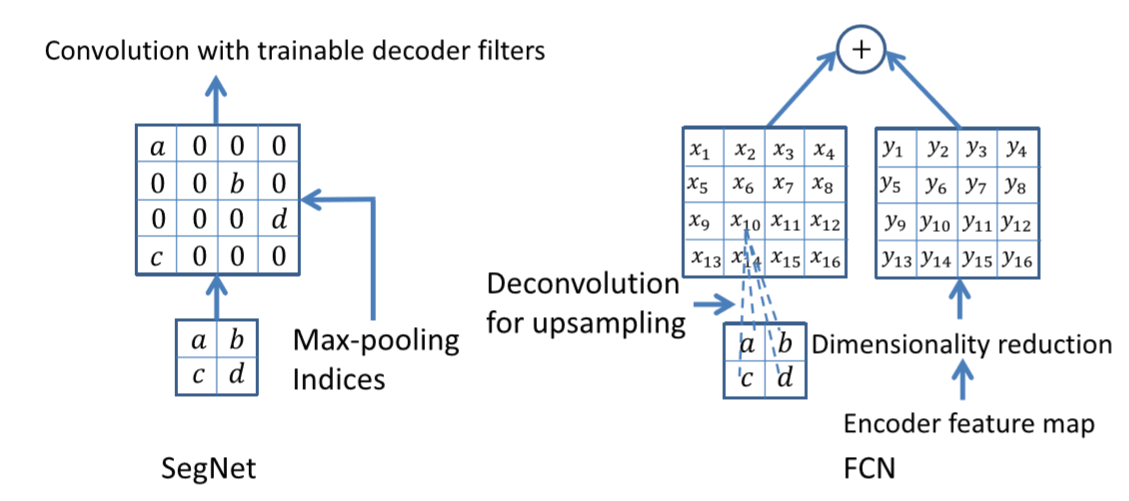 Convolution with trainable decoder filters
a 0 0 0
0 0 b 0
0 0 0 d
c 0 0 0
a b
c d
Max-pooling
Indices
SegNet
+
x₁ x₂ x₃ x₄
x₅ x₆ x₇ x₈
x₉ x₁₀ x₁₁ x₁₂
x₁₃ x₁₄ x₁₅ x₁₆
y₁ y₂ y₃ y₄
y₅ y₆ y₇ y₈
y₉ y₁₀ y₁₁ y₁₂
y₁₃ y₁₄ y₁₅ y₁₆
Deconvolution
for upsampling
a b
c d
Dimensionality reduction
Encoder feature map
FCN